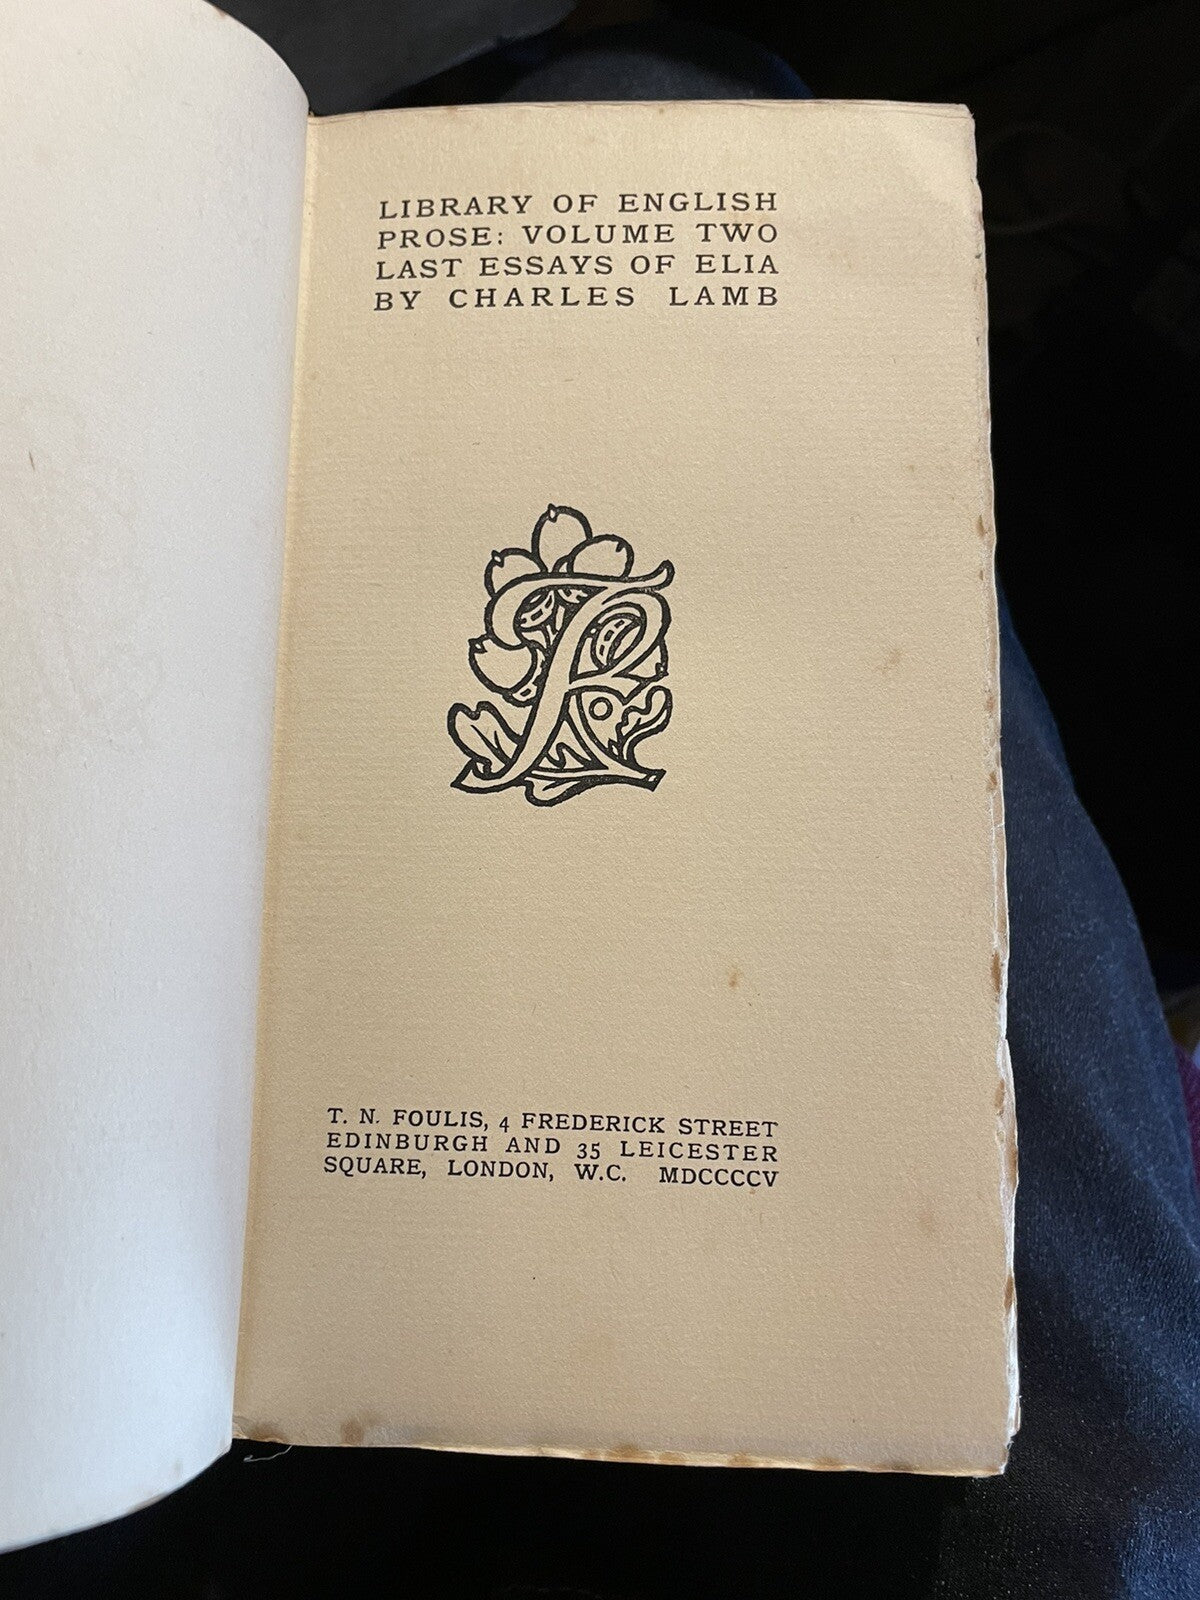 LIBRARY OF ENGLISH
PROSE: VOLUME TWO
LAST ESSAYS OF ELIA
BY CHARLES LAMB
T. N. FOULIS, 4 FREDERICK STREET
EDINBURGH AND 35 LEICESTER
SQUARE, LONDON, W.C. MDCCCCV